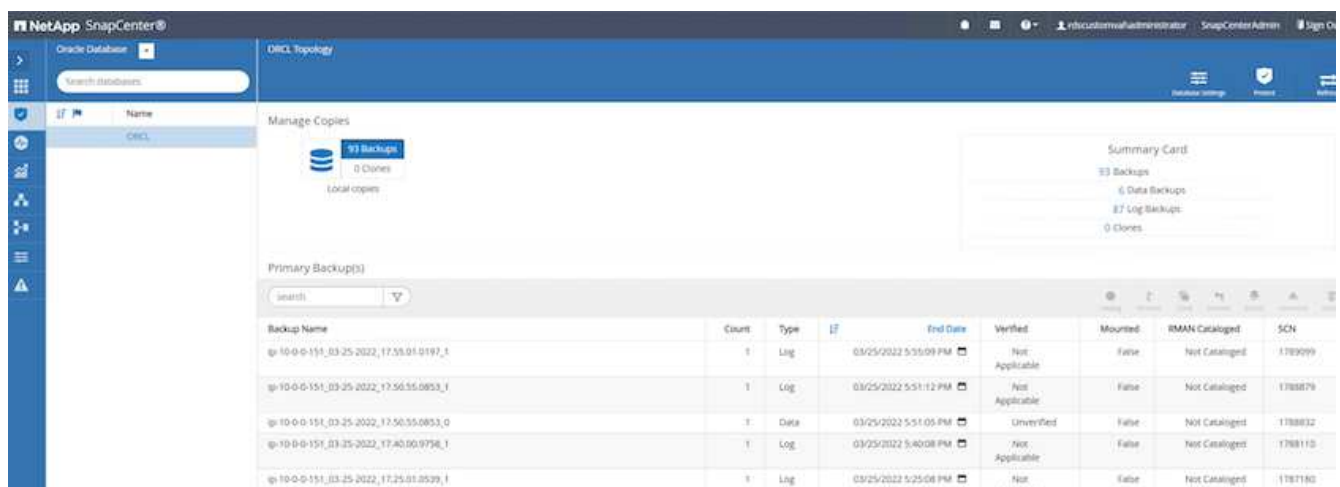 NetApp SnapCenter®
rdscustomval\administrator SnapCenterAdmin Sign Ou
Oracle Database
ORCL Topology
Search databases
Database Settings Protect Refresh
Name
ORCL
Manage Copies
93 Backups
0 Clones
Local copies
Summary Card
93 Backups
6 Data Backups
87 Log Backups
0 Clones
Primary Backup(s)
search
Backup Name Count Type End Date Verified Mounted RMAN Cataloged SCN
ip-10-0-0-151_03-25-2022_17.55.01.0197_1 1 Log 03/25/2022 5:55:09 PM Not Applicable False Not Cataloged 1789099
ip-10-0-0-151_03-25-2022_17.50.55.0853_1 1 Log 03/25/2022 5:51:12 PM Not Applicable False Not Cataloged 1788879
ip-10-0-0-151_03-25-2022_17.50.55.0853_0 1 Data 03/25/2022 5:51:05 PM Unverified False Not Cataloged 1788832
ip-10-0-0-151_03-25-2022_17.40.00.9756_1 1 Log 03/25/2022 5:40:08 PM Not Applicable False Not Cataloged 1788110
ip-10-0-0-151_03-25-2022_17.25.01.0539_1 1 Log 03/25/2022 5:25:08 PM Not False Not Cataloged 1787180